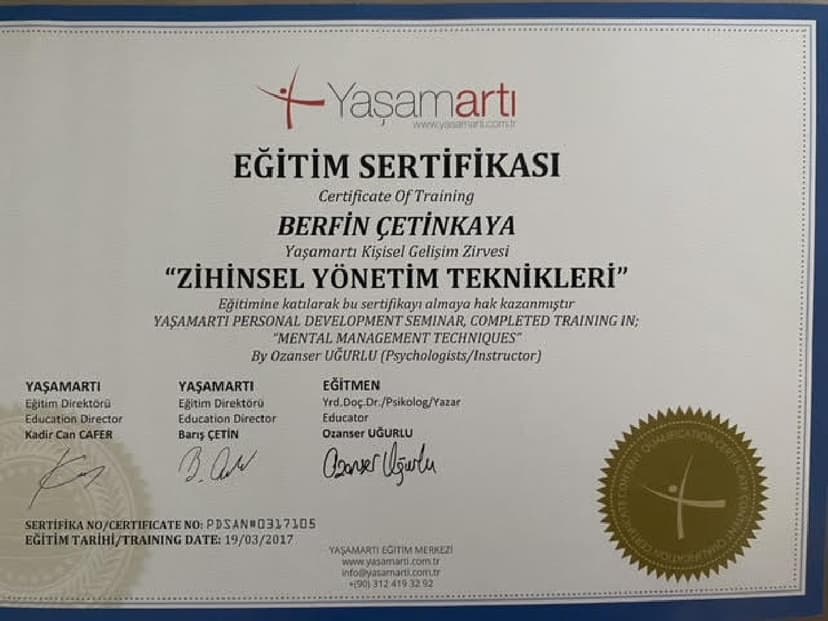 Yaşamartı
www.yasamarti.com.tr
EĞİTİM SERTİFİKASI
Certificate Of Training
BERFİN ÇETİNKAYA
Yaşamartı Kişisel Gelişim Zirvesi
“ZİHİNSEL YÖNETİM TEKNİKLERİ”
Eğitimine katılarak bu sertifikayı almaya hak kazanmıştır
YAŞAMARTI PERSONAL DEVELOPMENT SEMINAR, COMPLETED TRAINING IN;
“MENTAL MANAGEMENT TECHNIQUES”
By Ozanser UĞURLU (Psychologists/Instructor)
YAŞAMARTI
Eğitim Direktörü
Education Director
Kadir Can CAFER
YAŞAMARTI
Eğitim Direktörü
Education Director
Barış ÇETİN
EĞİTMEN
Yrd.Doç.Dr./Psikolog/Yazar
Educator
Ozanser UĞURLU
Ozanser Uğurlu
SERTİFİKA NO/CERTIFICATE NO: PDSAN#0317105
EĞİTİM TARİHİ/TRAINING DATE: 19/03/2017
YAŞAMARTI EĞİTİM MERKEZİ
www.yasamarti.com.tr
info@yasamarti.com.tr
+(90) 312 419 32 92